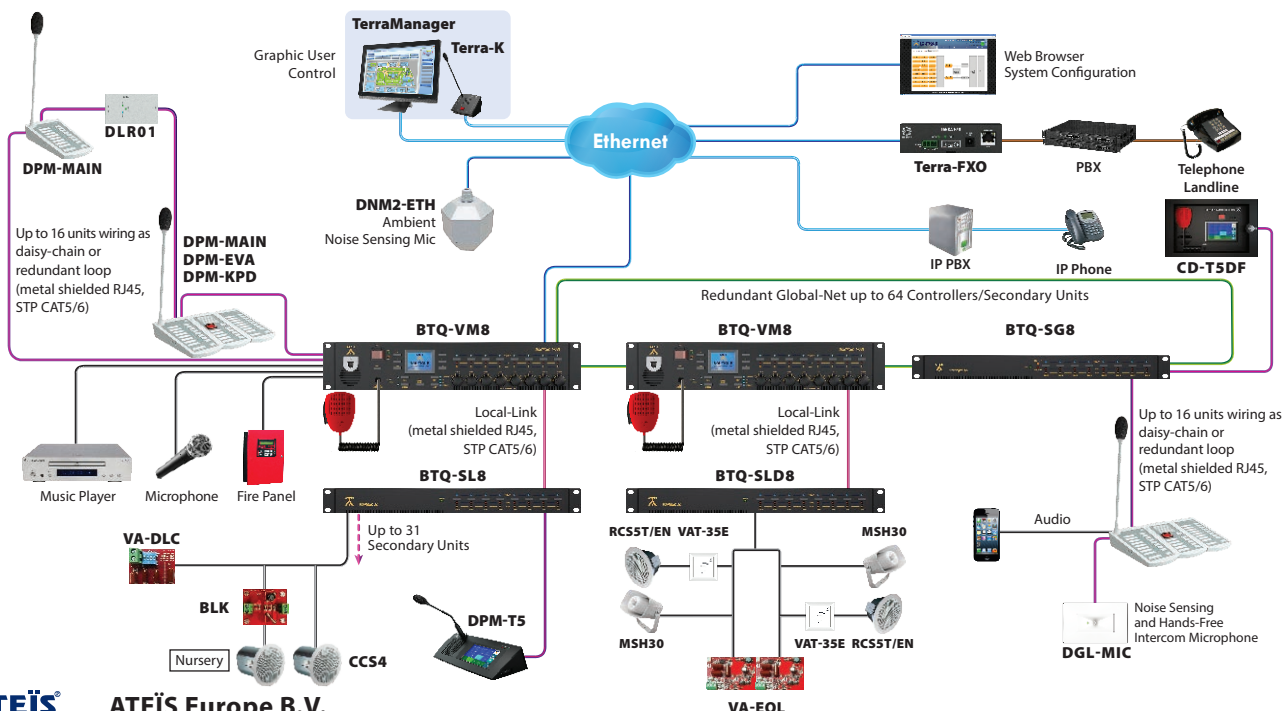 TerraManager
Terra-K
Graphic User
Control
Web Browser
System Configuration
Ethernet
DLR01
DPM-MAIN
Terra-FXO
PBX
Telephone
Landline
DNM2-ETH
Ambient
Noise Sensing Mic
Up to 16 units wiring as
daisy-chain or
redundant loop
(metal shielded RJ45,
STP CAT5/6)
DPM-MAIN
DPM-EVA
DPM-KPD
IP PBX
IP Phone
CD-T5DF
Redundant Global-Net up to 64 Controllers/Secondary Units
BTQ-VM8
BTQ-VM8
BTQ-SG8
Local-Link
(metal shielded RJ45,
STP CAT5/6)
Local-Link
(metal shielded RJ45,
STP CAT5/6)
Up to 16 units wiring as
daisy-chain or
redundant loop
(metal shielded RJ45,
STP CAT5/6)
Music Player
Microphone
Fire Panel
BTQ-SL8
BTQ-SLD8
Up to 31
Secondary Units
VA-DLC
RCS5T/EN
VAT-35E
MSH30
Audio
BLK
DPM-T5
MSH30
VAT-35E
RCS5T/EN
Nursery
CCS4
Noise Sensing
and Hands-Free
Intercom Microphone
DGL-MIC
VA-EOL
TEÏS®
ATEÏS Europe B.V.